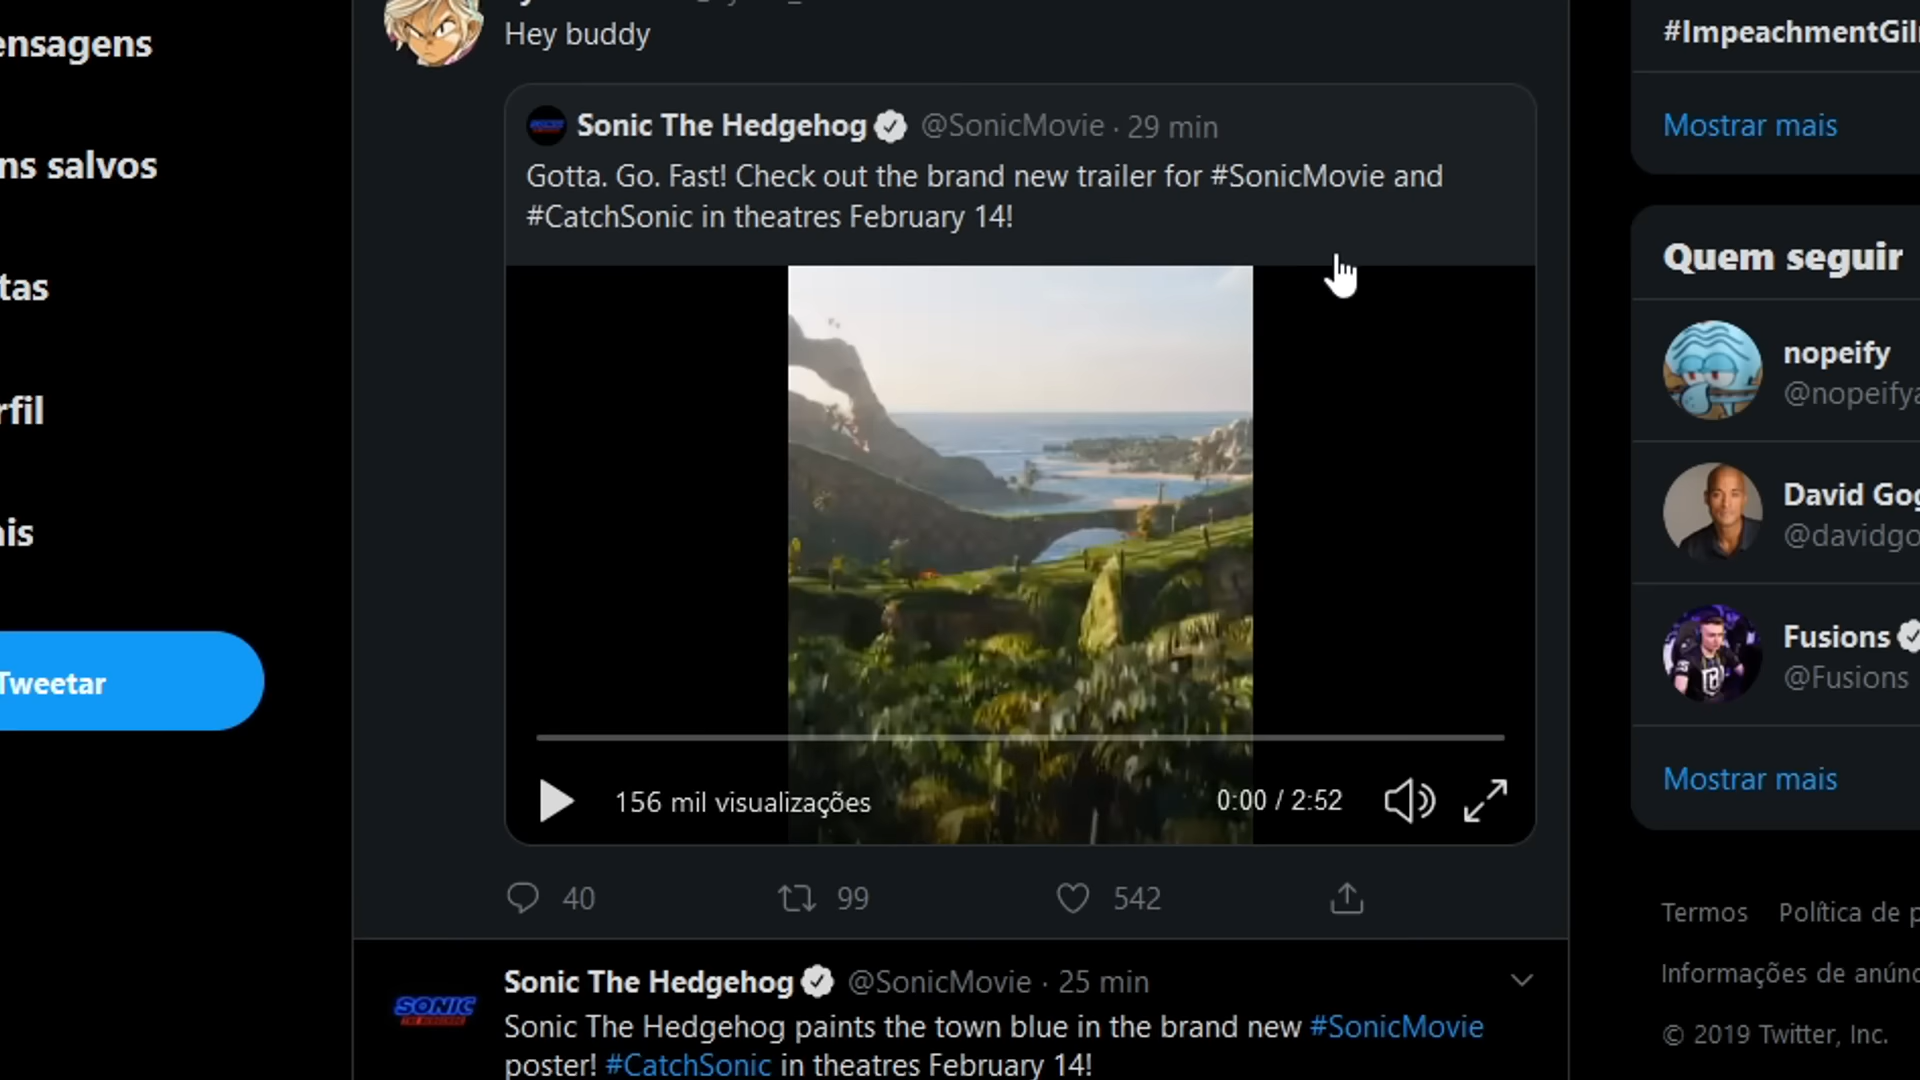 ensagens
ns salvos
tas
rfil
is
Tweetar
Hey buddy
Sonic The Hedgehog @SonicMovie · 29 min
Gotta. Go. Fast! Check out the brand new trailer for #SonicMovie and
#CatchSonic in theatres February 14!
156 mil visualizações
0:00 / 2:52
40
99
542
Sonic The Hedgehog @SonicMovie · 25 min
SONIC
Sonic The Hedgehog paints the town blue in the brand new #SonicMovie
poster! #CatchSonic in theatres February 14!
#ImpeachmentGil
Mostrar mais
Quem seguir
nopeify
@nopeifya
David Gog
@davidgo
Fusions
@Fusions
Mostrar mais
Termos Política de p
Informações de anúnc
© 2019 Twitter, Inc.